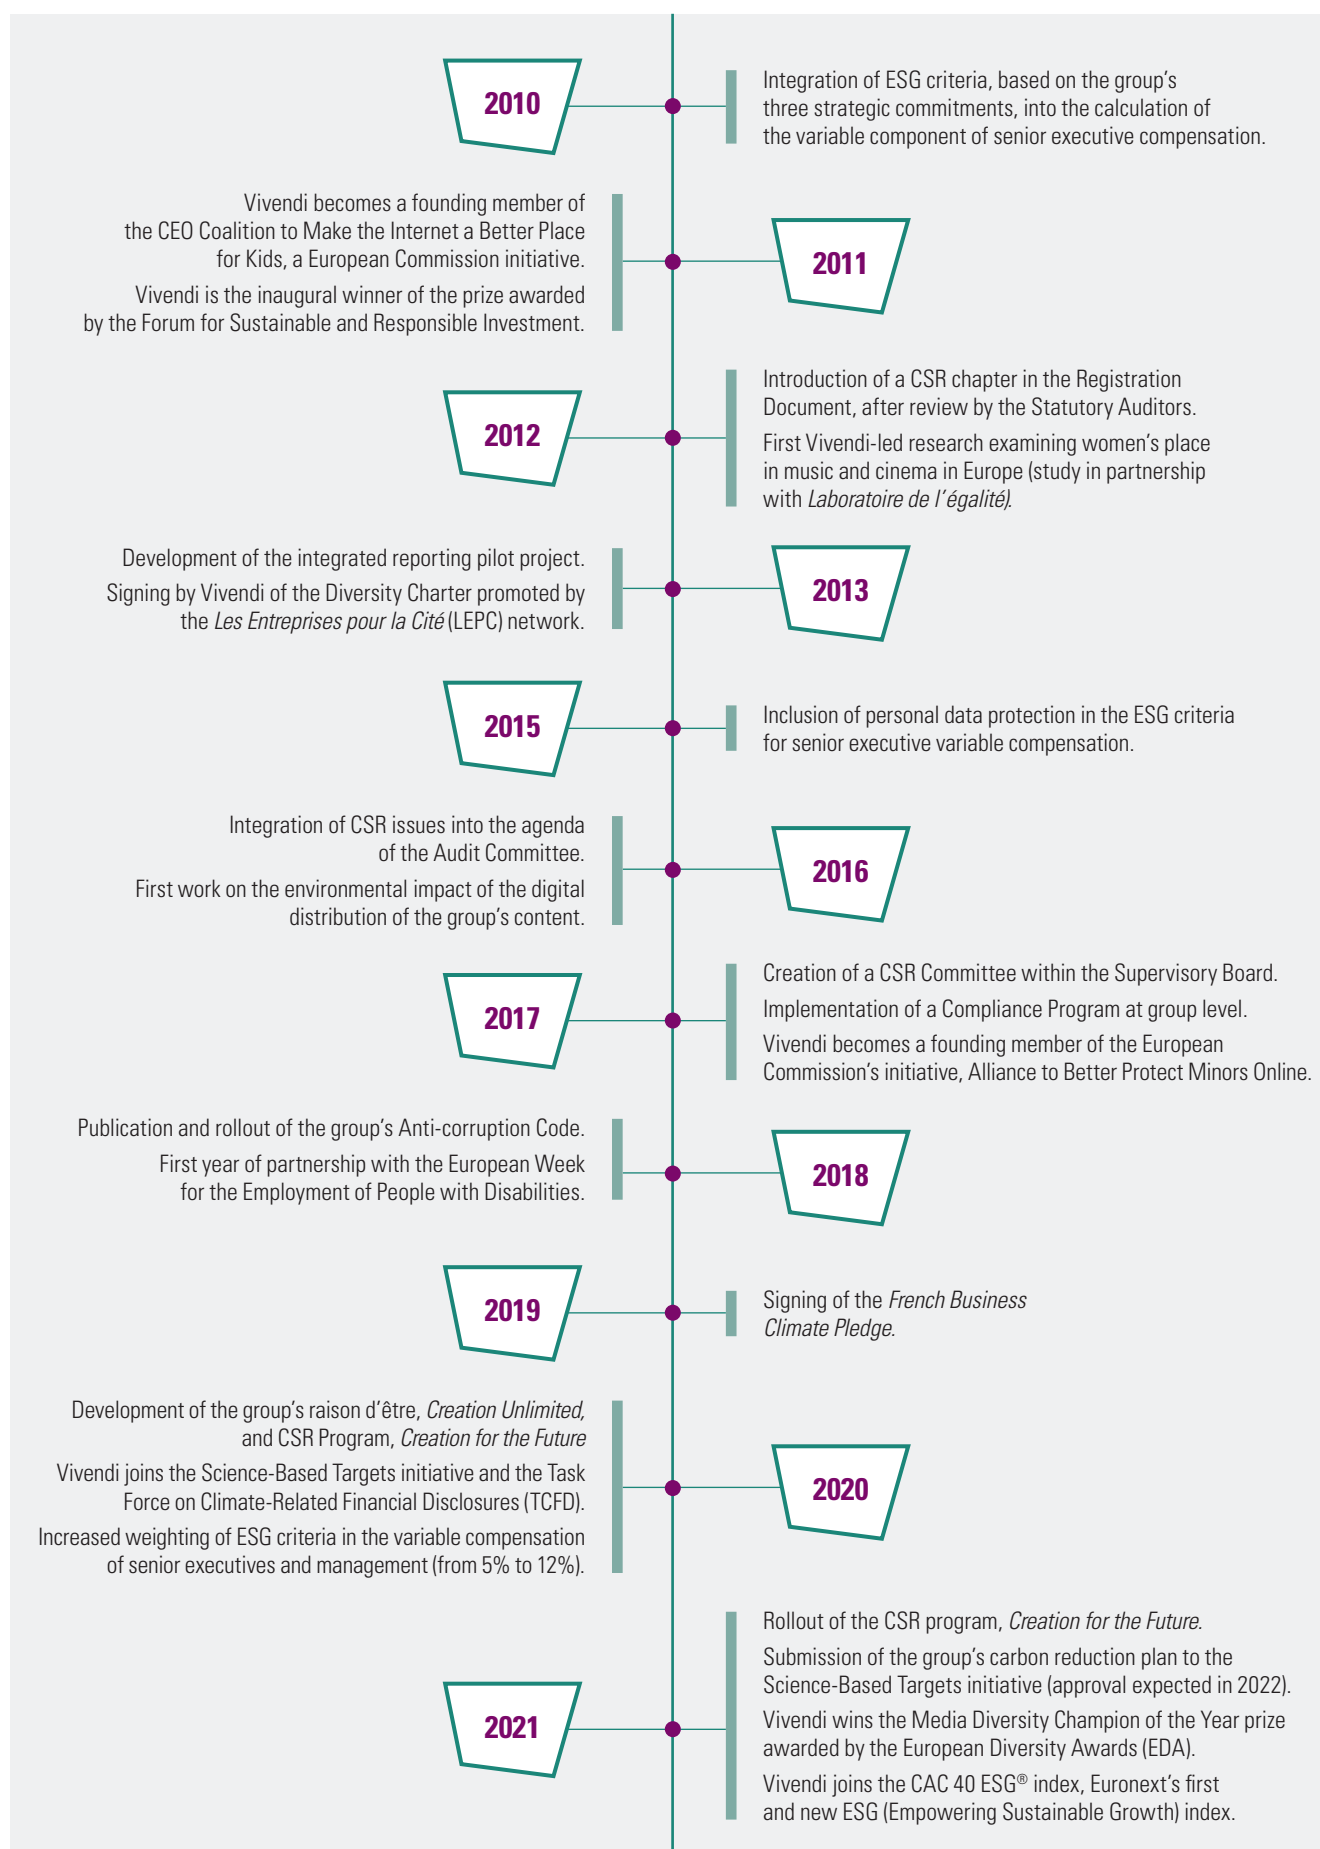 2010
Integration of ESG criteria, based on the group's
three strategic commitments, into the calculation of
the variable component of senior executive compensation.
Vivendi becomes a founding member of
the CEO Coalition to Make the Internet a Better Place
for Kids, a European Commission initiative.
Vivendi is the inaugural winner of the prize awarded
by the Forum for Sustainable and Responsible Investment.
2011
2012
Introduction of a CSR chapter in the Registration
Document, after review by the Statutory Auditors.
First Vivendi-led research examining women's place
in music and cinema in Europe (study in partnership
with Laboratoire de l'égalité).
Development of the integrated reporting pilot project.
Signing by Vivendi of the Diversity Charter promoted by
the Les Entreprises pour la Cité (LEPC) network.
2013
2015
Inclusion of personal data protection in the ESG criteria
for senior executive variable compensation.
Integration of CSR issues into the agenda
of the Audit Committee.
First work on the environmental impact of the digital
distribution of the group's content.
2016
2017
Creation of a CSR Committee within the Supervisory Board.
Implementation of a Compliance Program at group level.
Vivendi becomes a founding member of the European
Commission's initiative, Alliance to Better Protect Minors Online.
Publication and rollout of the group's Anti-corruption Code.
First year of partnership with the European Week
for the Employment of People with Disabilities.
2018
2019
Signing of the French Business
Climate Pledge.
Development of the group's raison d'être, Creation Unlimited,
and CSR Program, Creation for the Future
Vivendi joins the Science-Based Targets initiative and the Task
Force on Climate-Related Financial Disclosures (TCFD).
Increased weighting of ESG criteria in the variable compensation
of senior executives and management (from 5% to 12%).
2020
2021
Rollout of the CSR program, Creation for the Future.
Submission of the group's carbon reduction plan to the
Science-Based Targets initiative (approval expected in 2022).
Vivendi wins the Media Diversity Champion of the Year prize
awarded by the European Diversity Awards (EDA).
Vivendi joins the CAC 40 ESG® index, Euronext's first
and new ESG (Empowering Sustainable Growth) index.